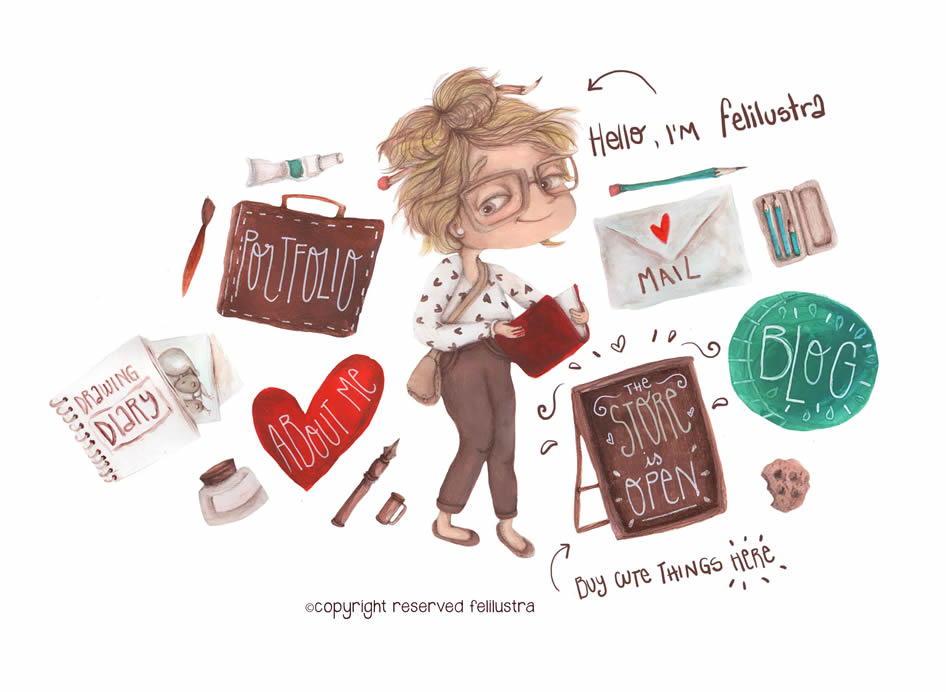 Hello, I'M felilustra
PORTFOLIO
MAIL
BLOG
DRAWING
DIARY
ABOUT ME
THE
STORE
is
OPEN
BUY CUTE THINGS HERE
©copyright reserved felilustra